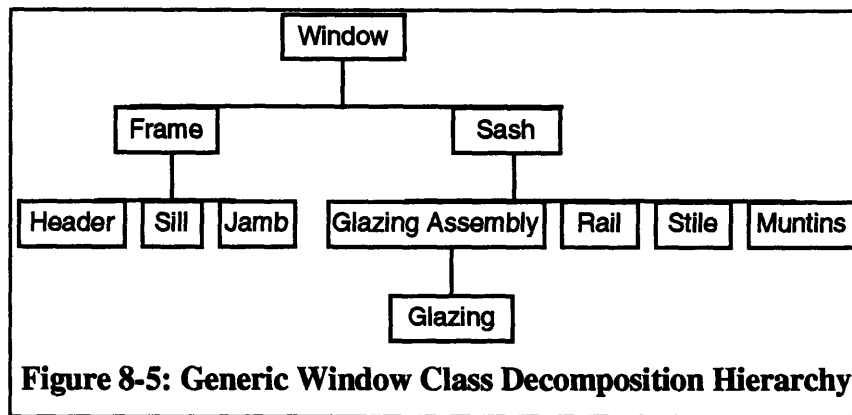 Window
Frame Sash
Header Sill Jamb Glazing Assembly Rail Stile Muntins
Glazing
Figure 8-5: Generic Window Class Decomposition Hierarchy